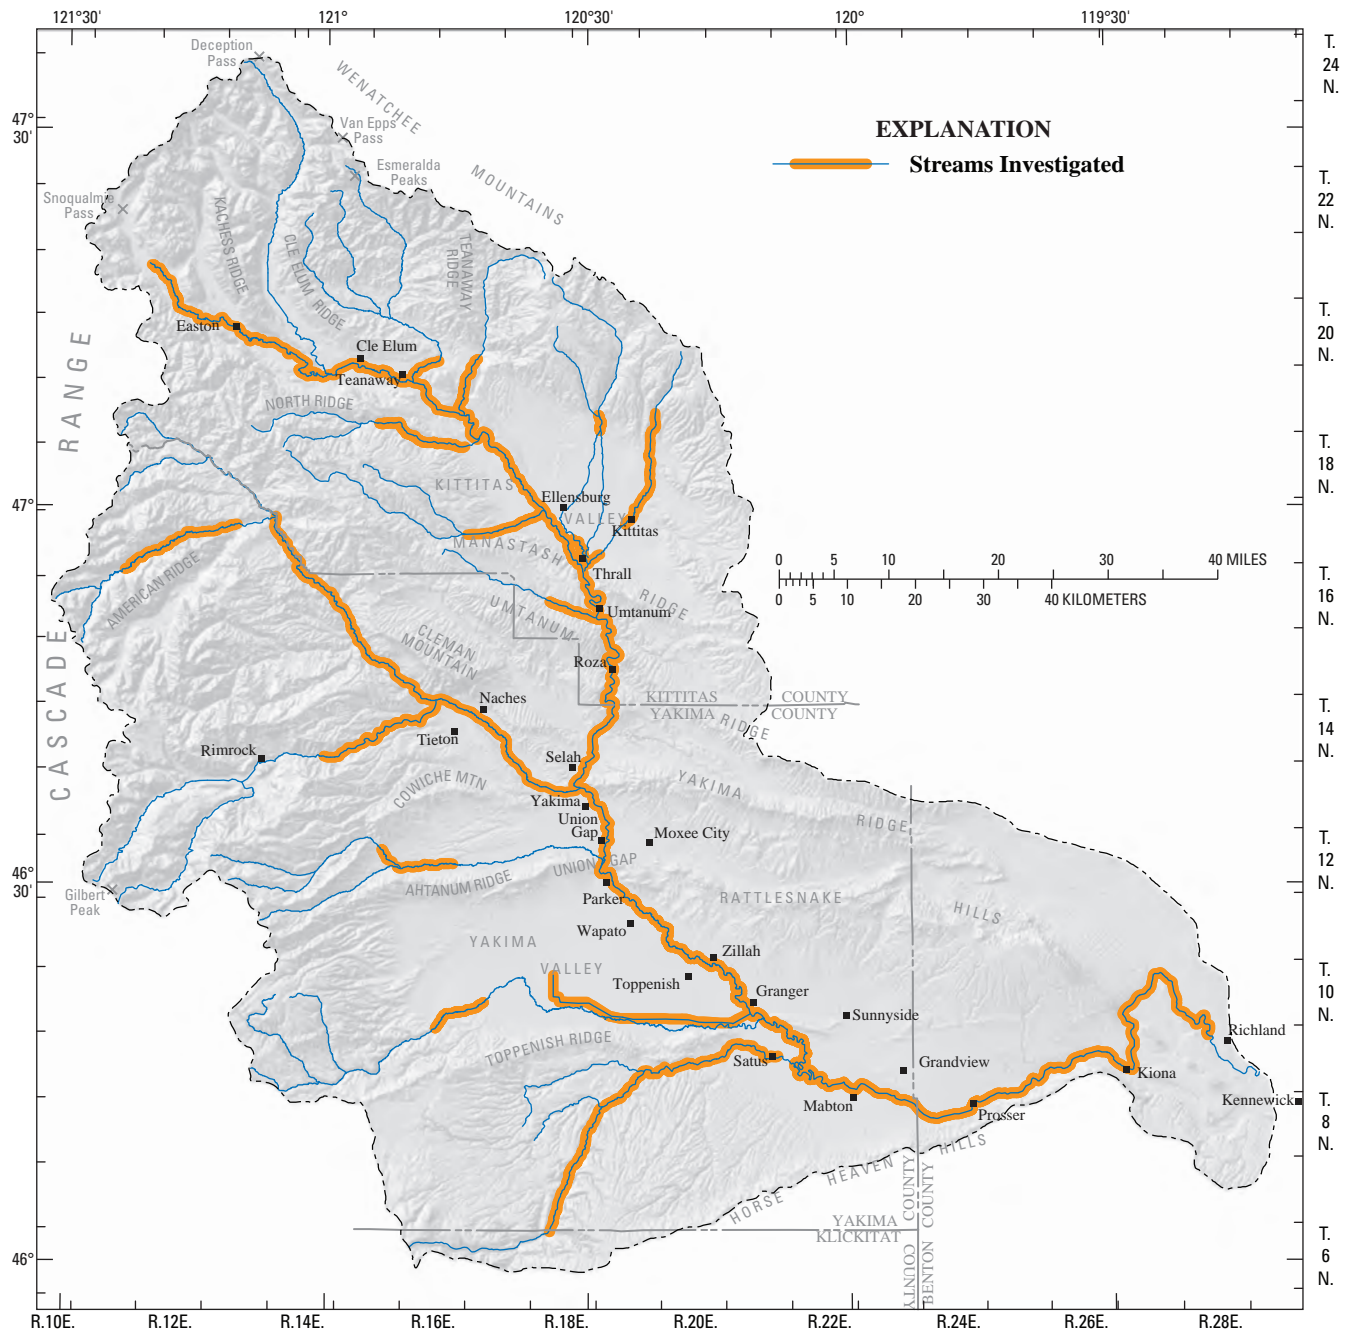 121°30'
121°
120°30'
120°
119°30'
Deception
Pass
WENATCHEE
MOUNTAINS
Van Epps
Pass
Esmeralda
Peaks
Snoqualmie
Pass
KACHESS RIDGE
CLE ELUM RIDGE
TEANAWAY
RIDGE
EXPLANATION
Streams Investigated
T.
24
N.
T.
22
N.
T.
20
N.
T.
18
N.
T.
16
N.
T.
14
N.
T.
12
N.
T.
10
N.
T.
8
N.
T.
6
N.
47°
30'
47°
46°
30'
46°
CASCADE RANGE
Easton
Cle Elum
Teanaway
NORTH RIDGE
KITTITAS
VALLEY
Ellensburg
Kittitas
MANASTASH
RIDGE
Thrall
AMERICAN RIDGE
UMTANUM
RIDGE
Umtanum
CLEMAN
MOUNTAIN
Roza
0 5 10 20 30 40 MILES
0 5 10 20 30 40 KILOMETERS
KITTITAS COUNTY
YAKIMA COUNTY
Naches
Tieton
Rimrock
Selah
COWICHE MTN
YAKIMA
RIDGE
Yakima
Union
Gap
Moxee City
UNION GAP
AHTANUM RIDGE
Gilbert
Peak
Parker
RATTLESNAKE
HILLS
Wapato
YAKIMA
VALLEY
Zillah
Toppenish
Granger
Sunnyside
TOPPENISH RIDGE
Satus
Grandview
Mabton
Prosser
Kiona
Richland
Kennewick
HORSE HEAVEN HILLS
YAKIMA COUNTY
KLICKITAT COUNTY
BENTON COUNTY
R.10E.
R.12E.
R.14E.
R.16E.
R.18E.
R.20E.
R.22E.
R.24E.
R.26E.
R.28E.